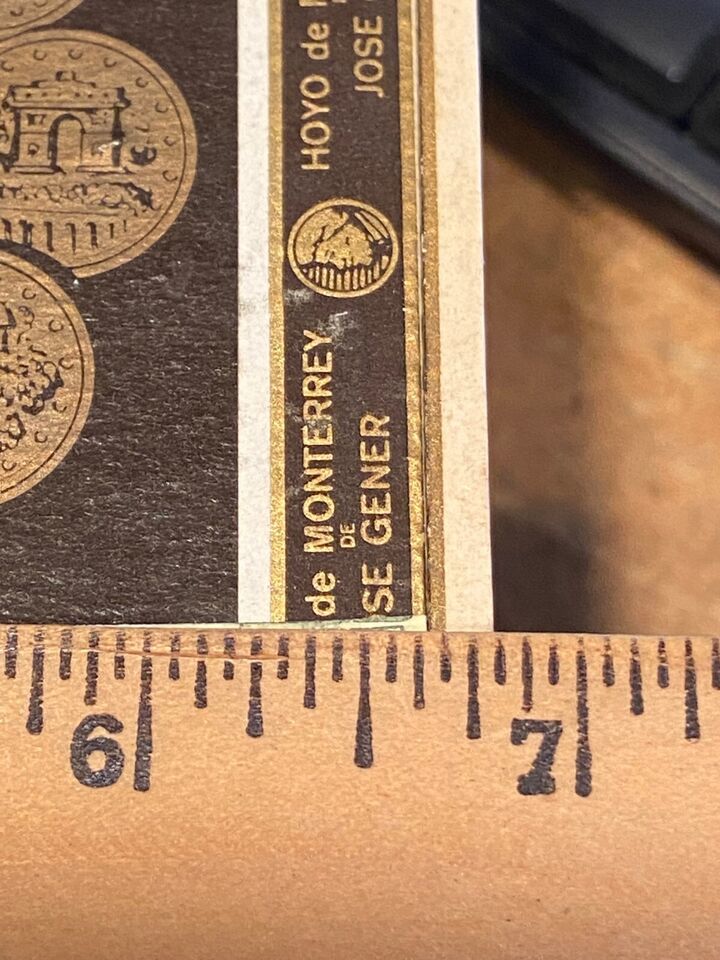 de MONTERREY
DE
SE GENER
HOYO de
JOSE
6 7